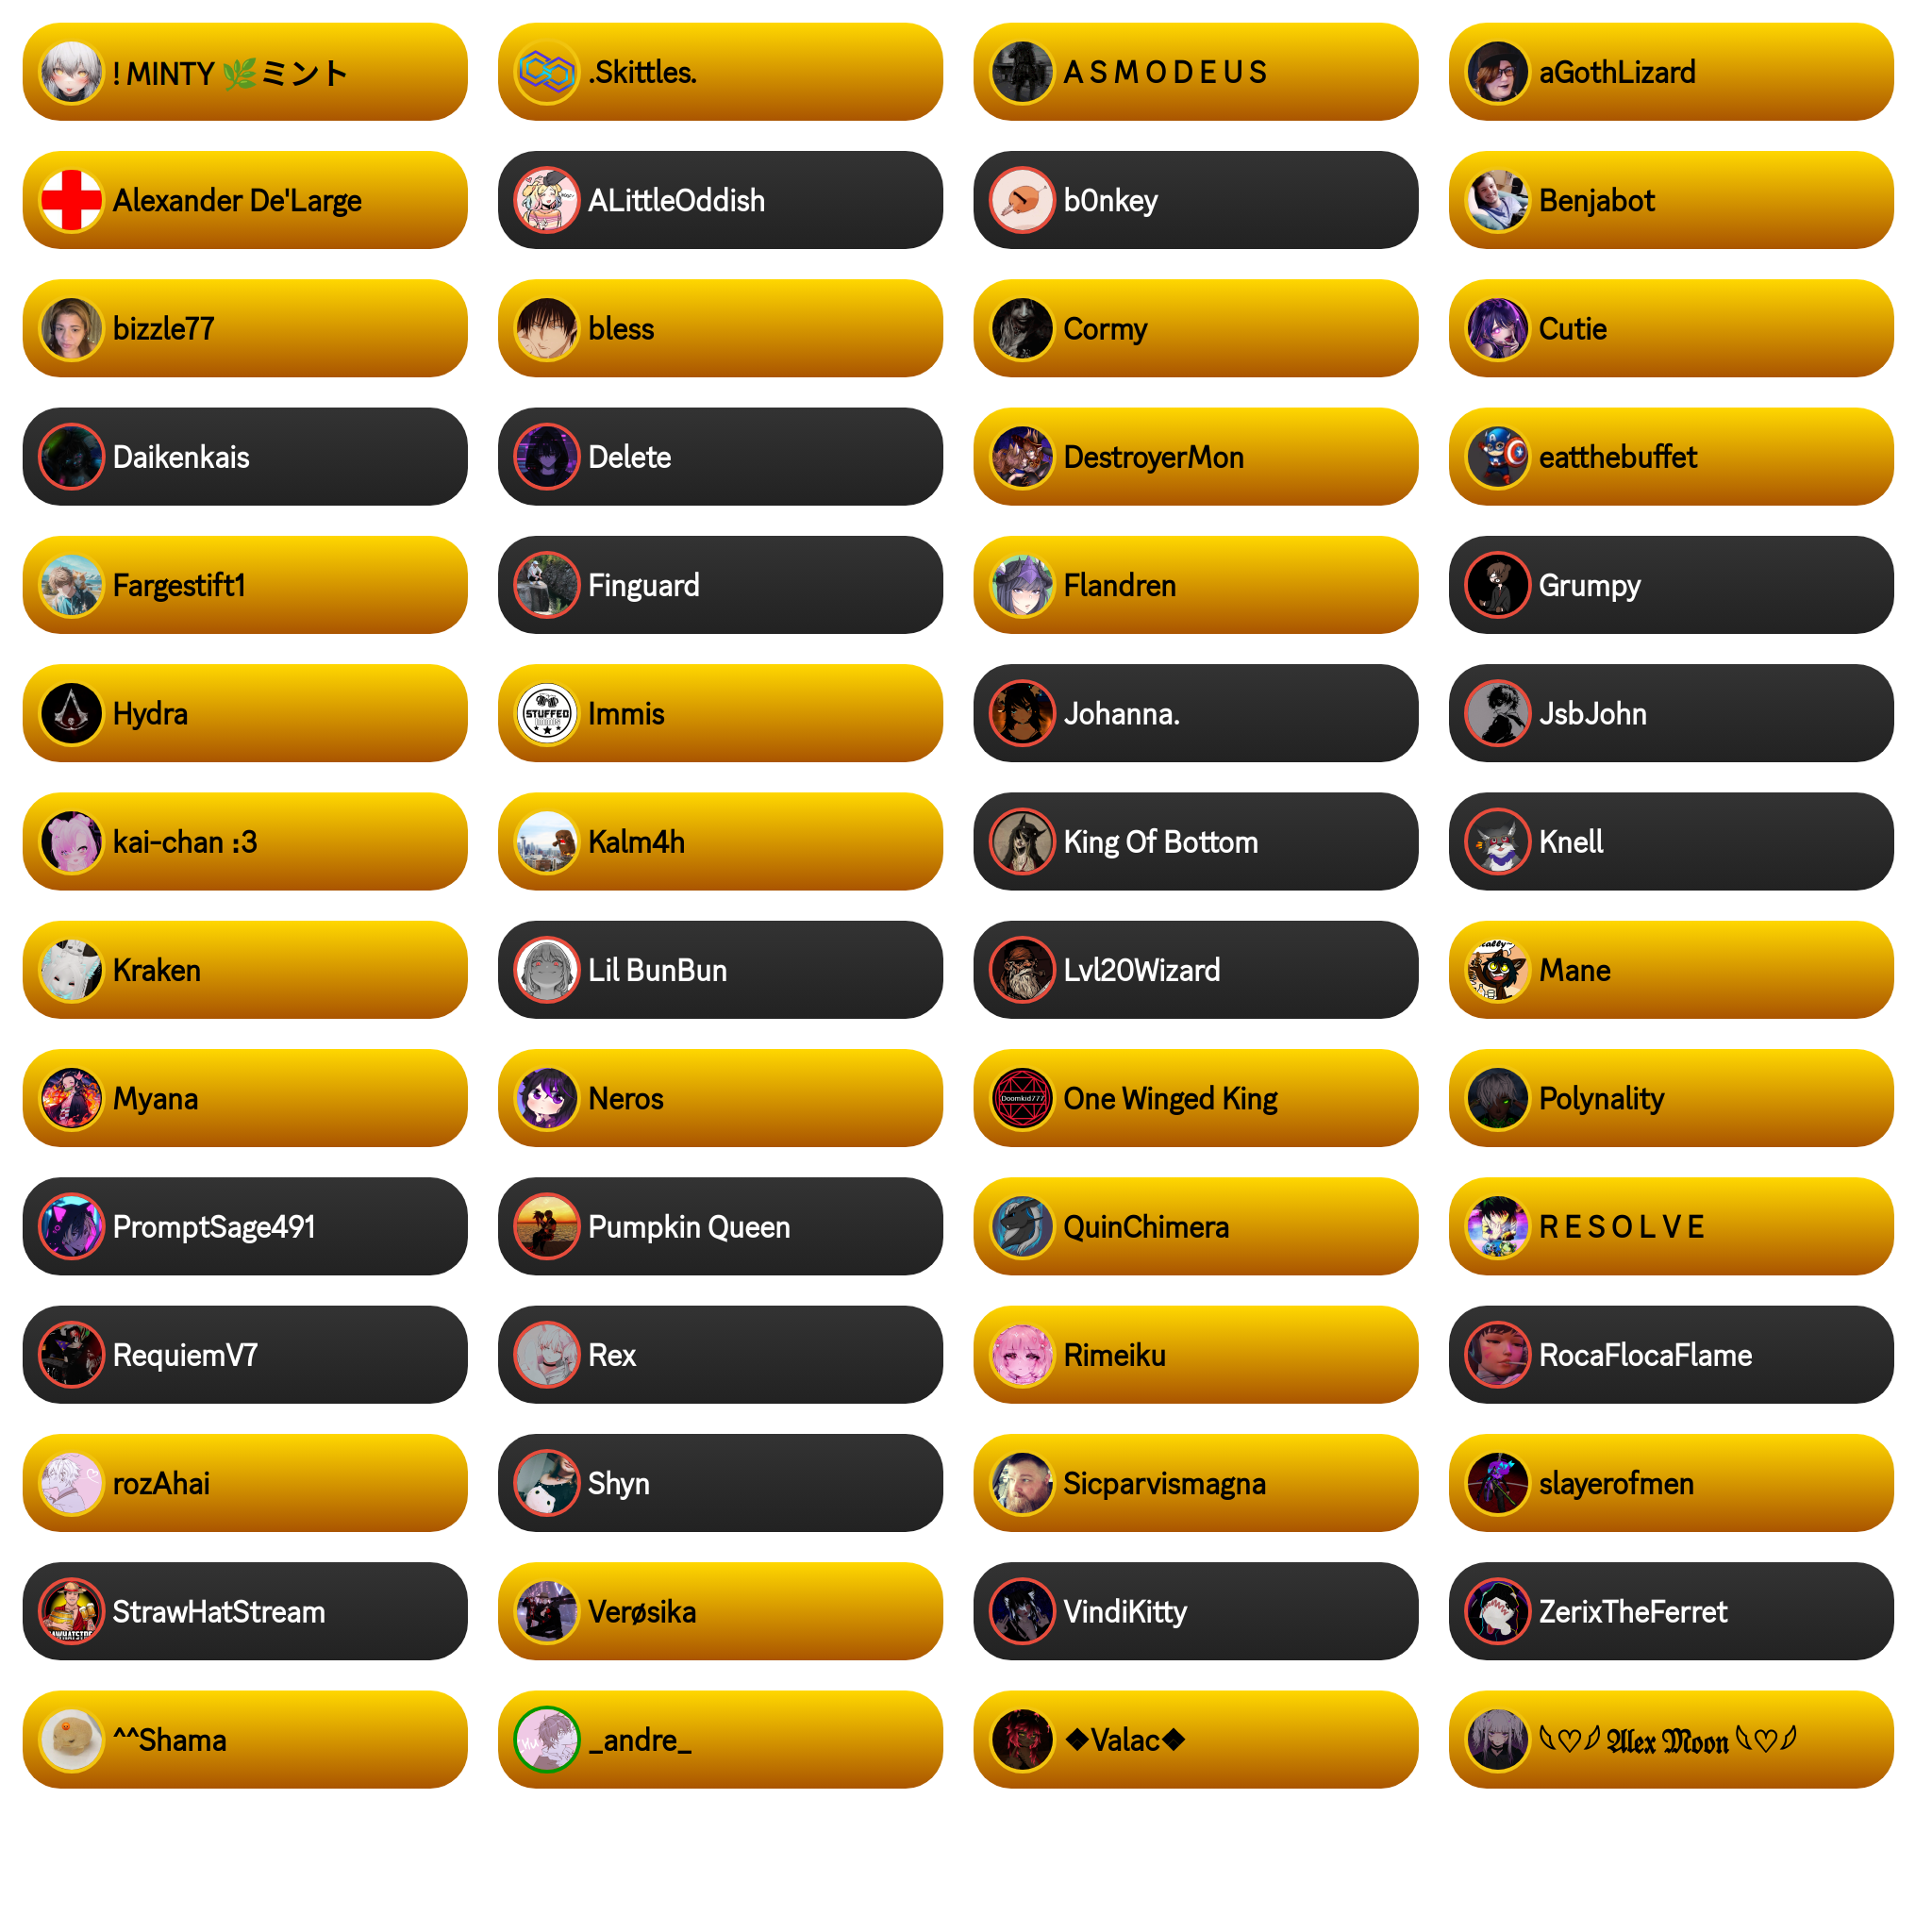 ! MINTY 🌿ミント
.Skittles.
A S M O D E U S
aGothLizard
Alexander De'Large
ALittleOddish
b0nkey
Benjabot
bizzle77
bless
Cormy
Cutie
Daikenkais
Delete
DestroyerMon
eatthebuffet
Fargestift1
Finguard
Flandren
Grumpy
Hydra
STUFFED
Immis
Johanna.
JsbJohn
kai-chan :3
Kalm4h
King Of Bottom
Knell
Kraken
Lil BunBun
Lvl20Wizard
Mane
Myana
Neros
Doomkid777
One Winged King
Polynality
PromptSage491
Pumpkin Queen
QuinChimera
R E S O L V E
RequiemV7
Rex
Rimeiku
RocaFlocaFlame
rozAhai
Shyn
Sicparvismagna
slayerofmen
StrawHatStream
Verøsika
VindiKitty
ZerixTheFerret
^^Shama
_andre_
❖Valac❖
𓆩♡𓆪 𝕬𝖑𝖊𝖝 𝕸𝖔𝖔𝖓 𓆩♡𓆪